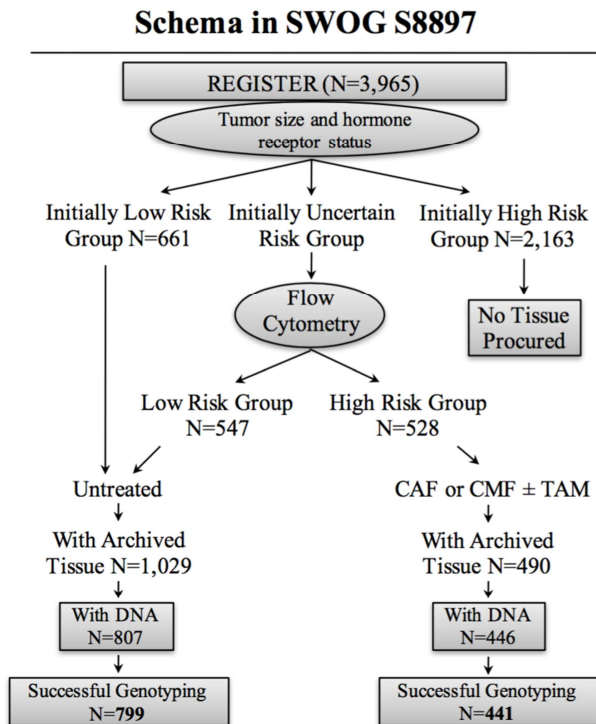 Schema in SWOG S8897
REGISTER (N=3,965)
Tumor size and hormone
receptor status
Initially Low Risk
Group N=661
Initially Uncertain
Risk Group
Initially High Risk
Group N=2,163
Flow
Cytometry
No Tissue
Procured
Low Risk Group
N=547
High Risk Group
N=528
Untreated
CAF or CMF ± TAM
With Archived
Tissue N=1,029
With Archived
Tissue N=490
With DNA
N=807
With DNA
N=446
Successful Genotyping
N=799
Successful Genotyping
N=441